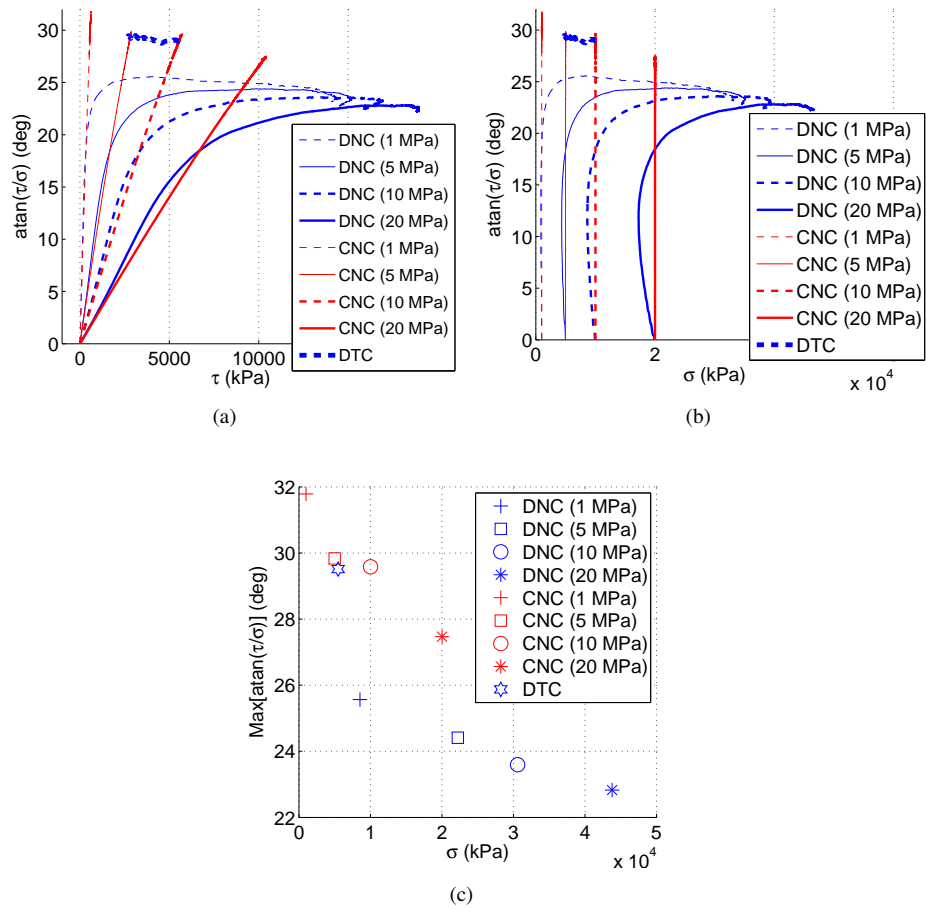 35
30
25
20
15
10
5
0
atan(τ/σ) (deg)
0 5000 10000
τ (kPa)
DNC (1 MPa)
DNC (5 MPa)
DNC (10 MPa)
DNC (20 MPa)
CNC (1 MPa)
CNC (5 MPa)
CNC (10 MPa)
CNC (20 MPa)
DTC
(a)
30
25
20
15
10
5
0
atan(τ/σ) (deg)
0 2
σ (kPa)
x 10^4
DNC (1 MPa)
DNC (5 MPa)
DNC (10 MPa)
DNC (20 MPa)
CNC (1 MPa)
CNC (5 MPa)
CNC (10 MPa)
CNC (20 MPa)
DTC
(b)
32
30
28
26
24
22
Max[atan(τ/σ)] (deg)
0 1 2 3 4 5
σ (kPa)
x 10^4
DNC (1 MPa)
DNC (5 MPa)
DNC (10 MPa)
DNC (20 MPa)
CNC (1 MPa)
CNC (5 MPa)
CNC (10 MPa)
CNC (20 MPa)
DTC
(c)